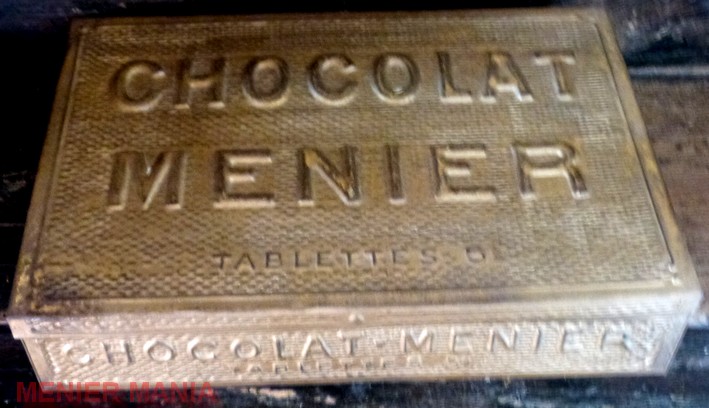 CHOCOLAT
MENIER
TABLETTES
CHOCOLAT-MENIER
MENIER MANIA